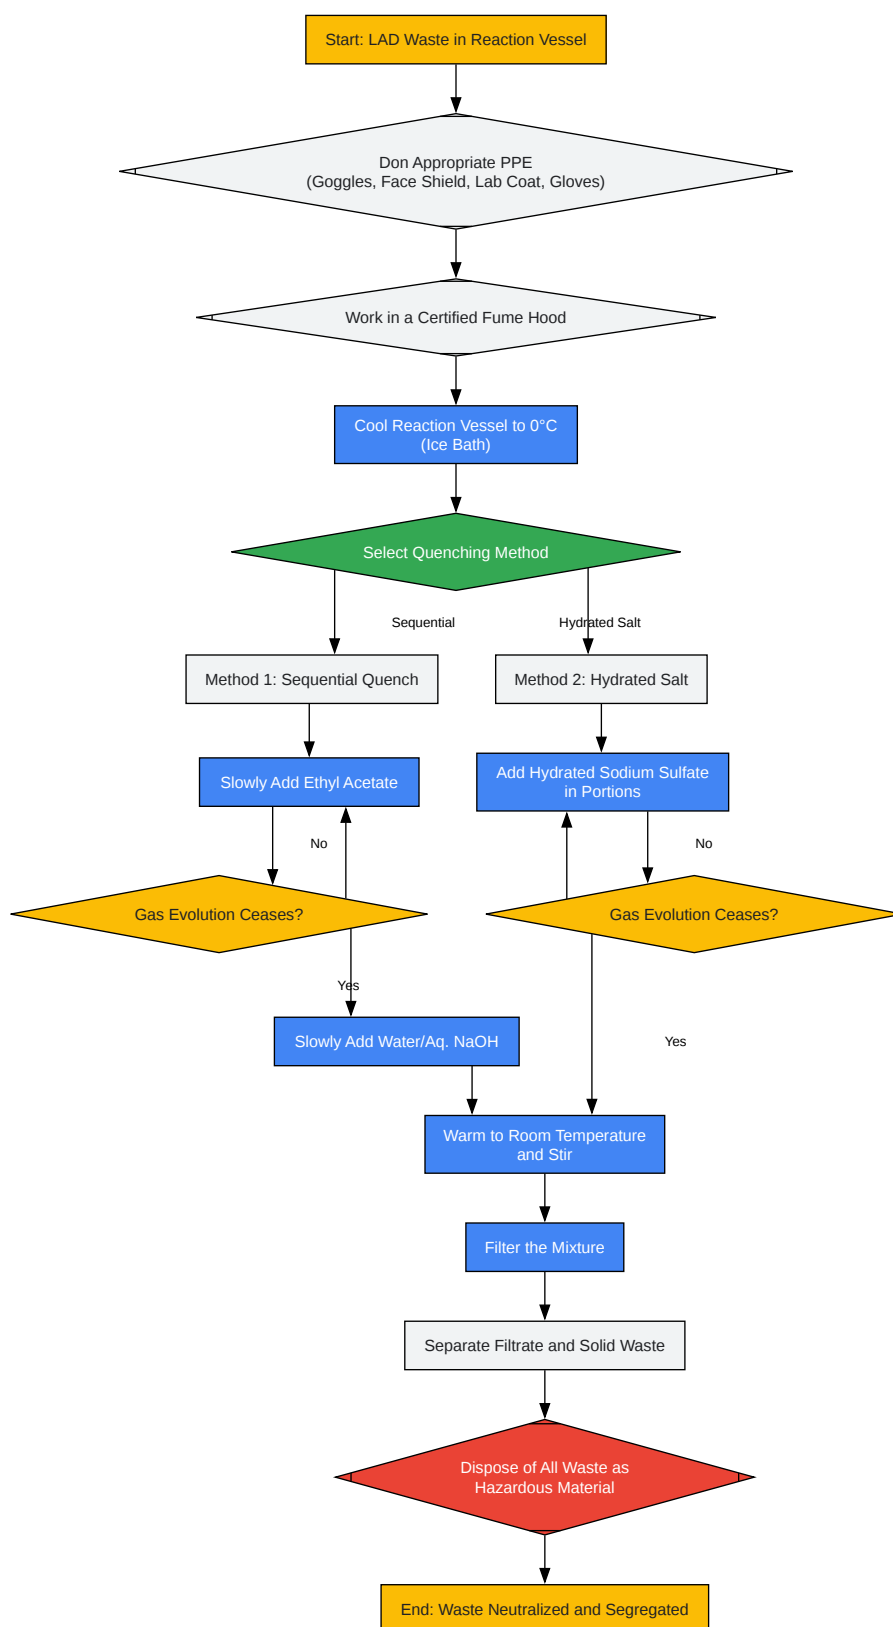 Start: LAD Waste in Reaction Vessel
Don Appropriate PPE
(Goggles, Face Shield, Lab Coat, Gloves)
Work in a Certified Fume Hood
Cool Reaction Vessel to 0°C
(Ice Bath)
Select Quenching Method
Sequential
Hydrated Salt
Method 1: Sequential Quench
Method 2: Hydrated Salt
Slowly Add Ethyl Acetate
Add Hydrated Sodium Sulfate
in Portions
No
No
Gas Evolution Ceases?
Gas Evolution Ceases?
Yes
Slowly Add Water/Aq. NaOH
Yes
Warm to Room Temperature
and Stir
Filter the Mixture
Separate Filtrate and Solid Waste
Dispose of All Waste as
Hazardous Material
End: Waste Neutralized and Segregated